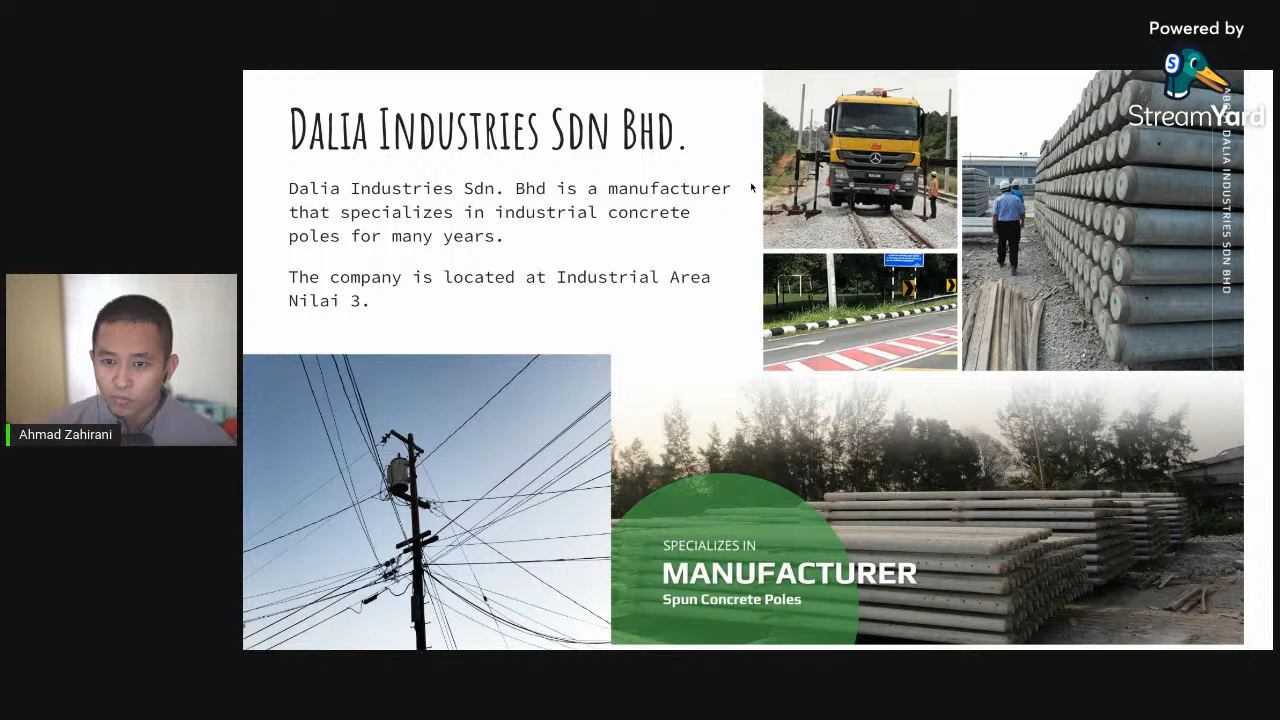 Powered by
StreamYard
DALIA INDUSTRIES SDN BHD.
Dalia Industries Sdn. Bhd is a manufacturer
that specializes in industrial concrete
poles for many years.
The company is located at Industrial Area
Nilai 3.
DALIA INDUSTRIES SDN BHD
Ahmad Zahirani
SPECIALIZES IN
MANUFACTURER
Spun Concrete Poles